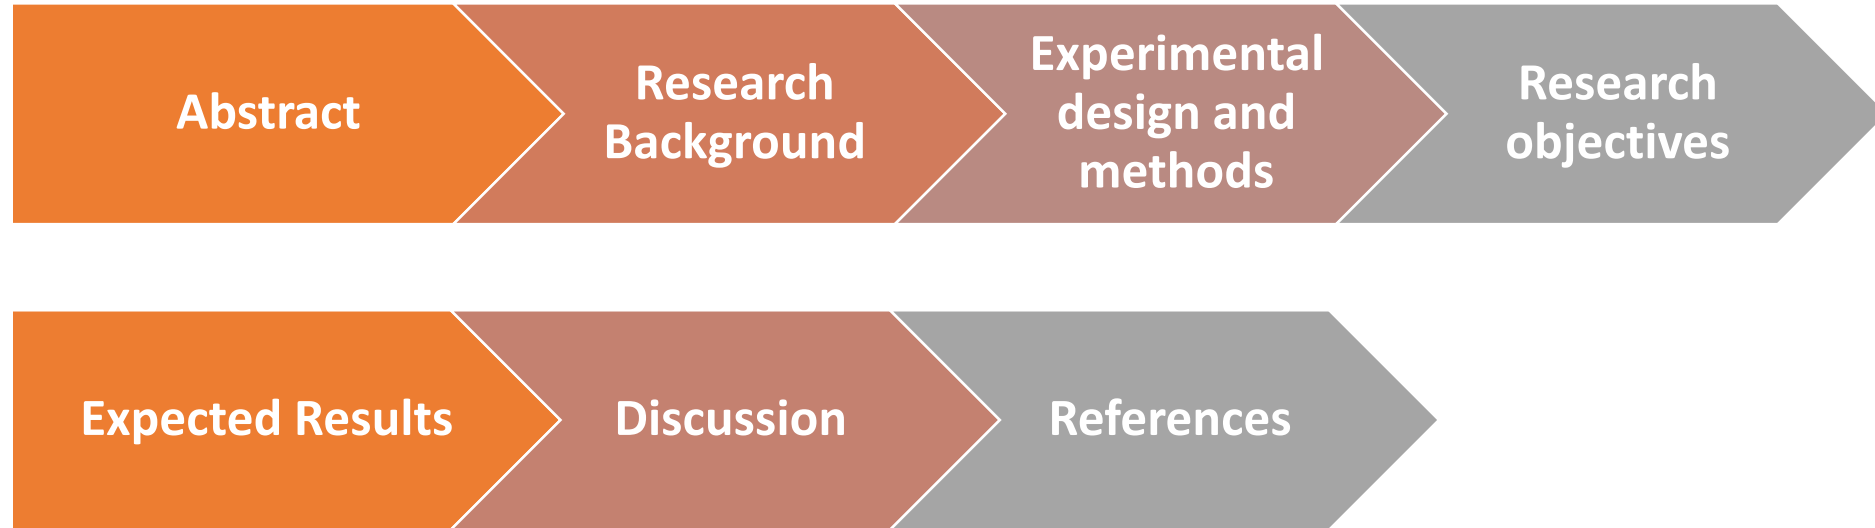 Abstract
Research
Background
Experimental
design and
methods
Research
objectives
Expected Results
Discussion
References